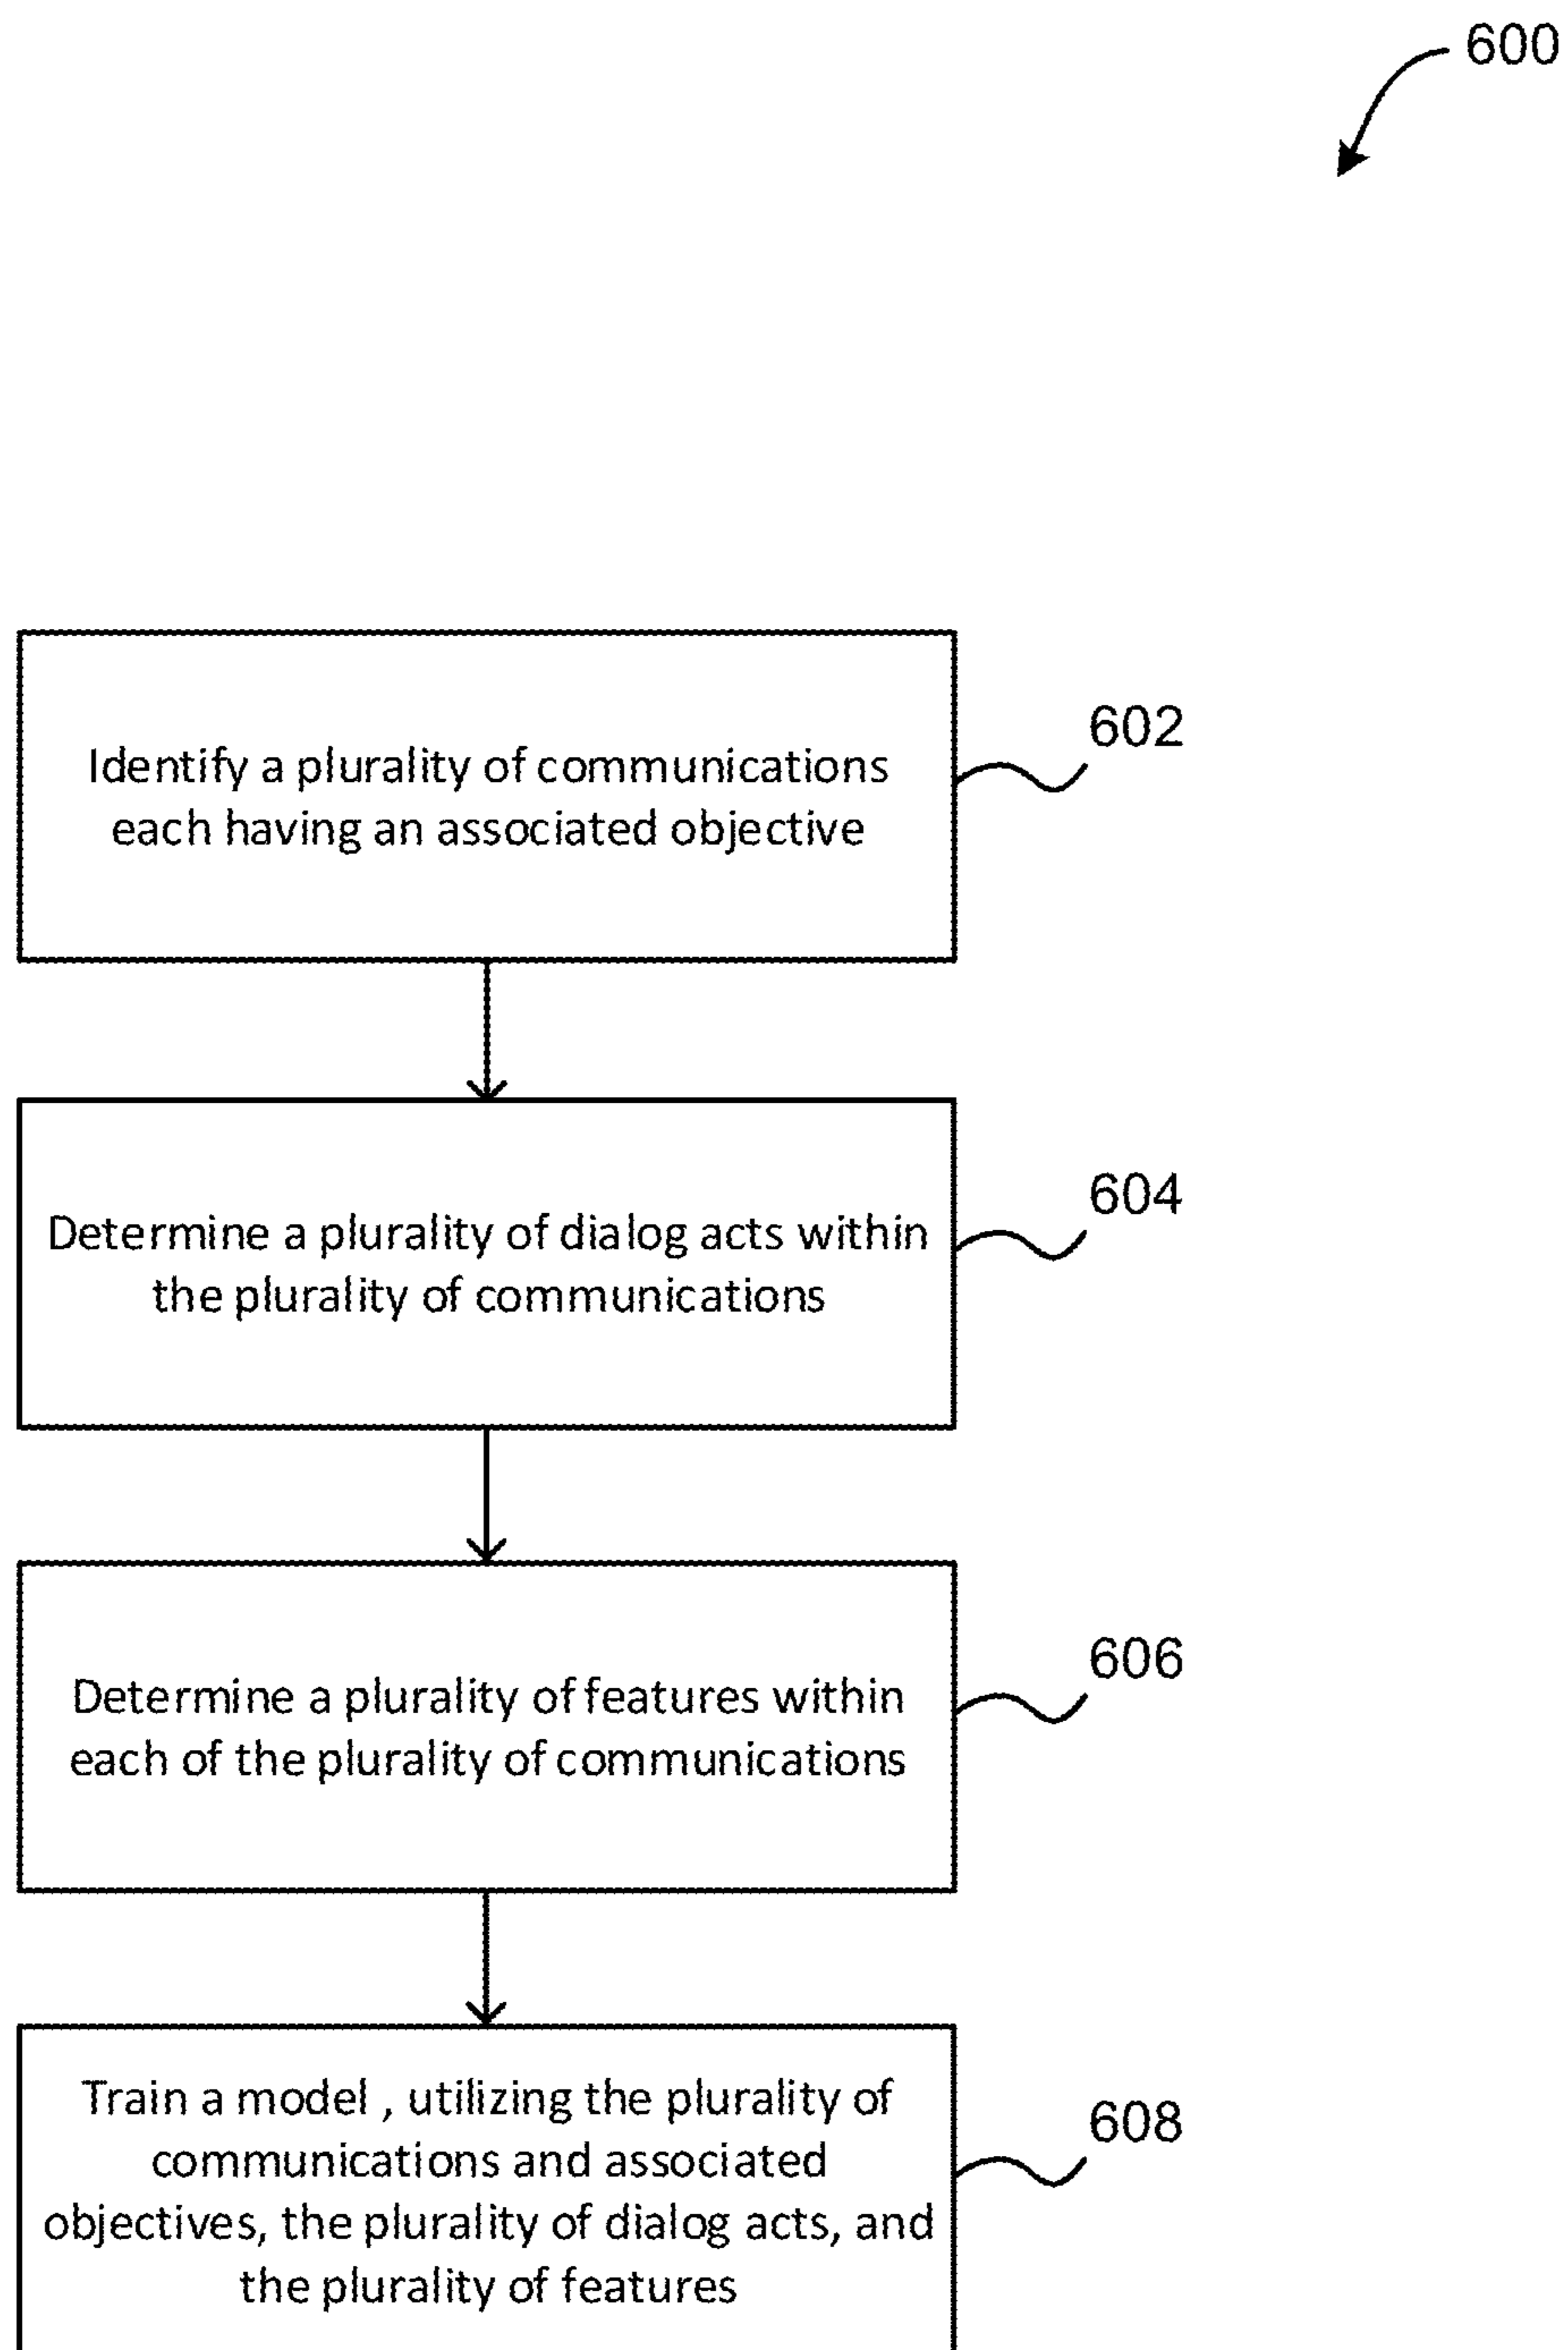 600
Identify a plurality of communications
each having an associated objective
602
Determine a plurality of dialog acts within
the plurality of communications
604
Determine a plurality of features within
each of the plurality of communications
606
Train a model , utilizing the plurality of
communications and associated
objectives, the plurality of dialog acts, and
the plurality of features
608